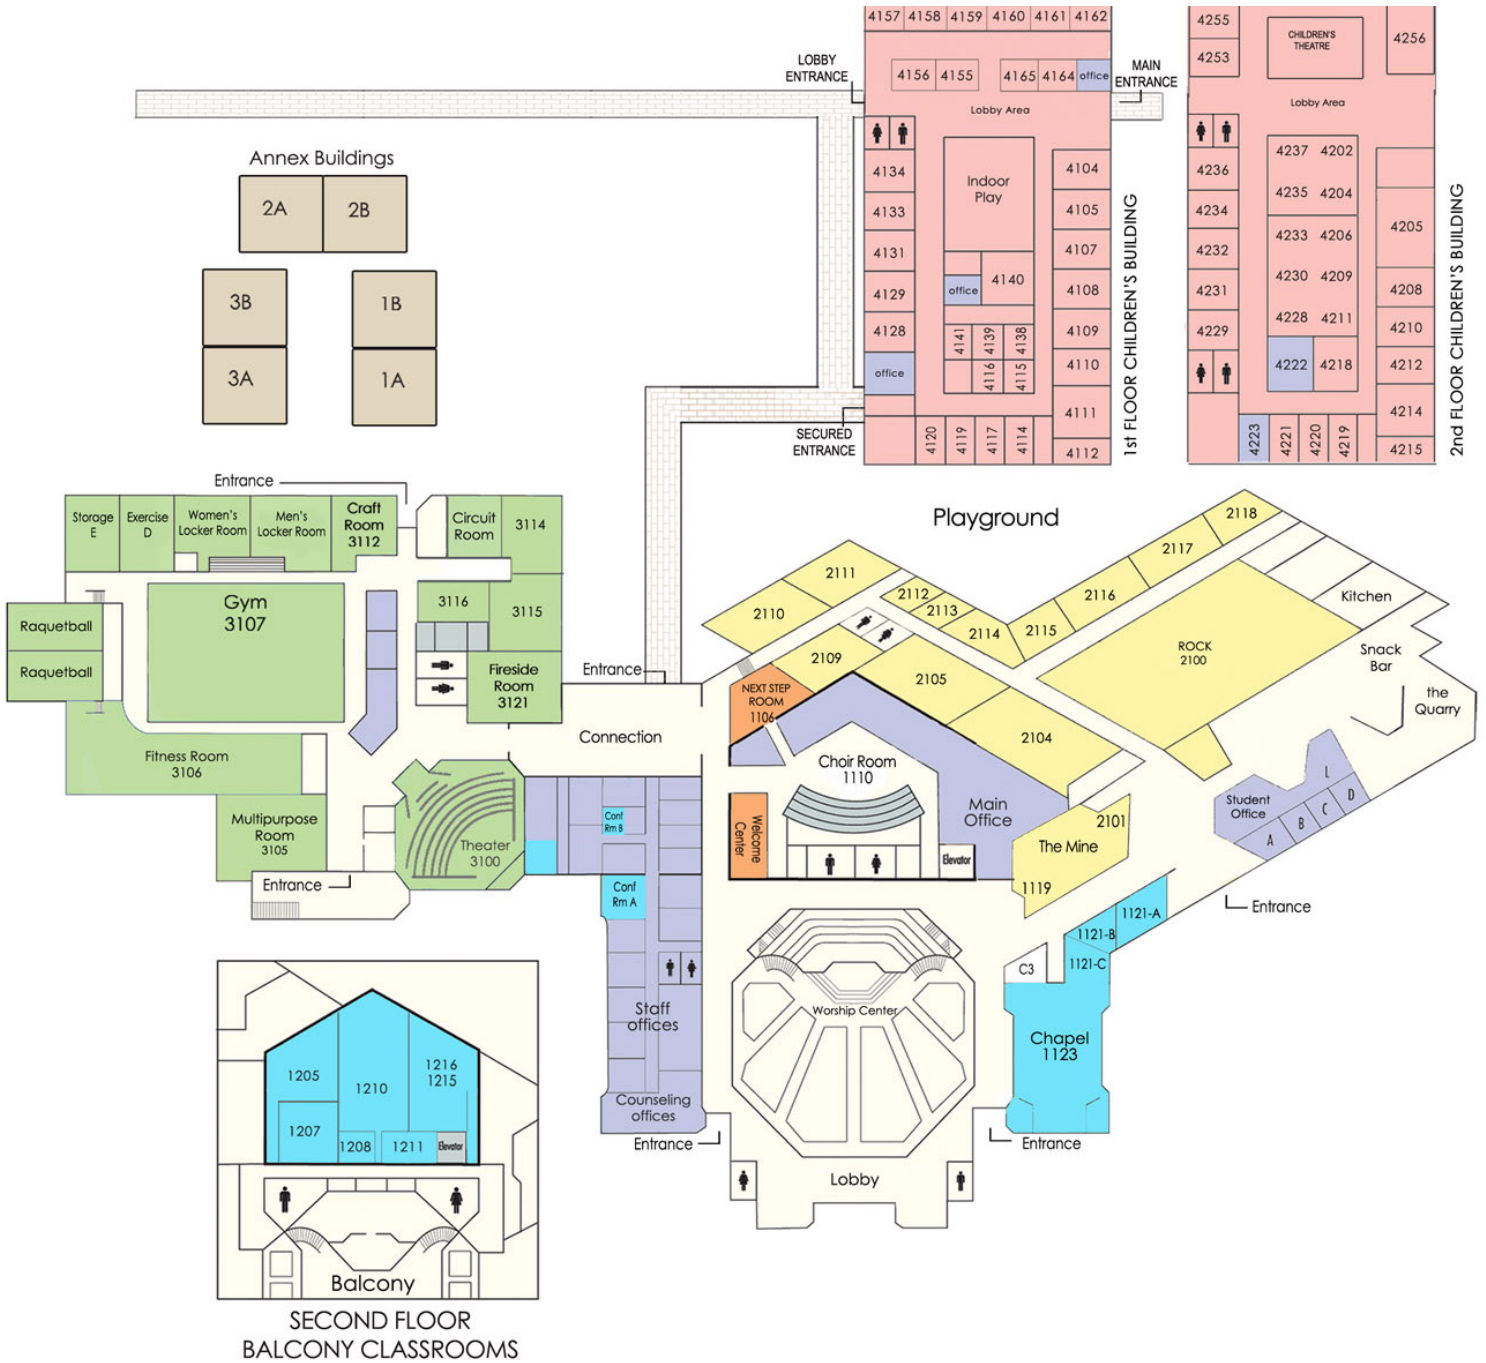 4157 4158 4159 4160 4161 4162
LOBBY
ENTRANCE
4156 4155 4165 4164 office
MAIN
ENTRANCE
Lobby Area
4134
4133
4131
4129
4128
office
Indoor
Play
office
4140
4141 4139 4138
4116 4115
4104
4105
4107
4108
4109
4110
4111
4112
4120 4119 4117 4114
SECURED
ENTRANCE
1st FLOOR CHILDREN'S BUILDING
4255
4253
CHILDREN'S
THEATRE
4256
Lobby Area
4236
4234
4232
4231
4229
4237 4202
4235 4204
4233 4206
4230 4209
4228 4211
4222 4218
4205
4208
4210
4212
4214
4215
4223 4221 4220 4219
2nd FLOOR CHILDREN'S BUILDING
Annex Buildings
2A 2B
3B 1B
3A 1A
Entrance
Storage
E
Exercise
D
Women's
Locker Room
Men's
Locker Room
Craft
Room
3112
Circuit
Room
3114
Gym
3107
3116
3115
Raquetball
Raquetball
Fireside
Room
3121
Fitness Room
3106
Multipurpose
Room
3105
Theater
3100
Entrance
Entrance
Connection
Conf
Rm B
Conf
Rm A
Staff
offices
Counseling
offices
Entrance
Playground
2118
2117
2116
2115
2114
2113
2112
2111
2110
2109
2105
2104
ROCK
2100
Kitchen
Snack
Bar
the
Quarry
NEXT STEP
ROOM
1106
Choir Room
1110
Main
Office
Welcome
Center
Elevator
2101
The Mine
1119
Student
Office
L
A B C D
Entrance
1121-A
1121-B
1121-C
C3
Chapel
1123
Entrance
Worship Center
Lobby
1205
1210
1216
1215
1207
1208
1211
Elevator
Balcony
SECOND FLOOR
BALCONY CLASSROOMS